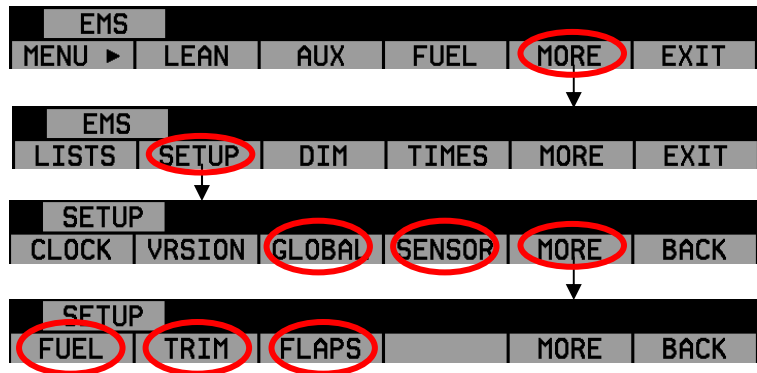 EMS
MENU ► LEAN AUX FUEL MORE EXIT
EMS
LISTS SETUP DIM TIMES MORE EXIT
SETUP
CLOCK VRSION GLOBAL SENSOR MORE BACK
SETUP
FUEL TRIM FLAPS MORE BACK